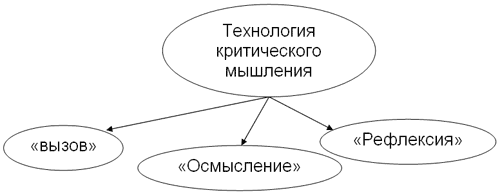 Технология
критического
мышления
«вызов»
«Осмысление»
«Рефлексия»